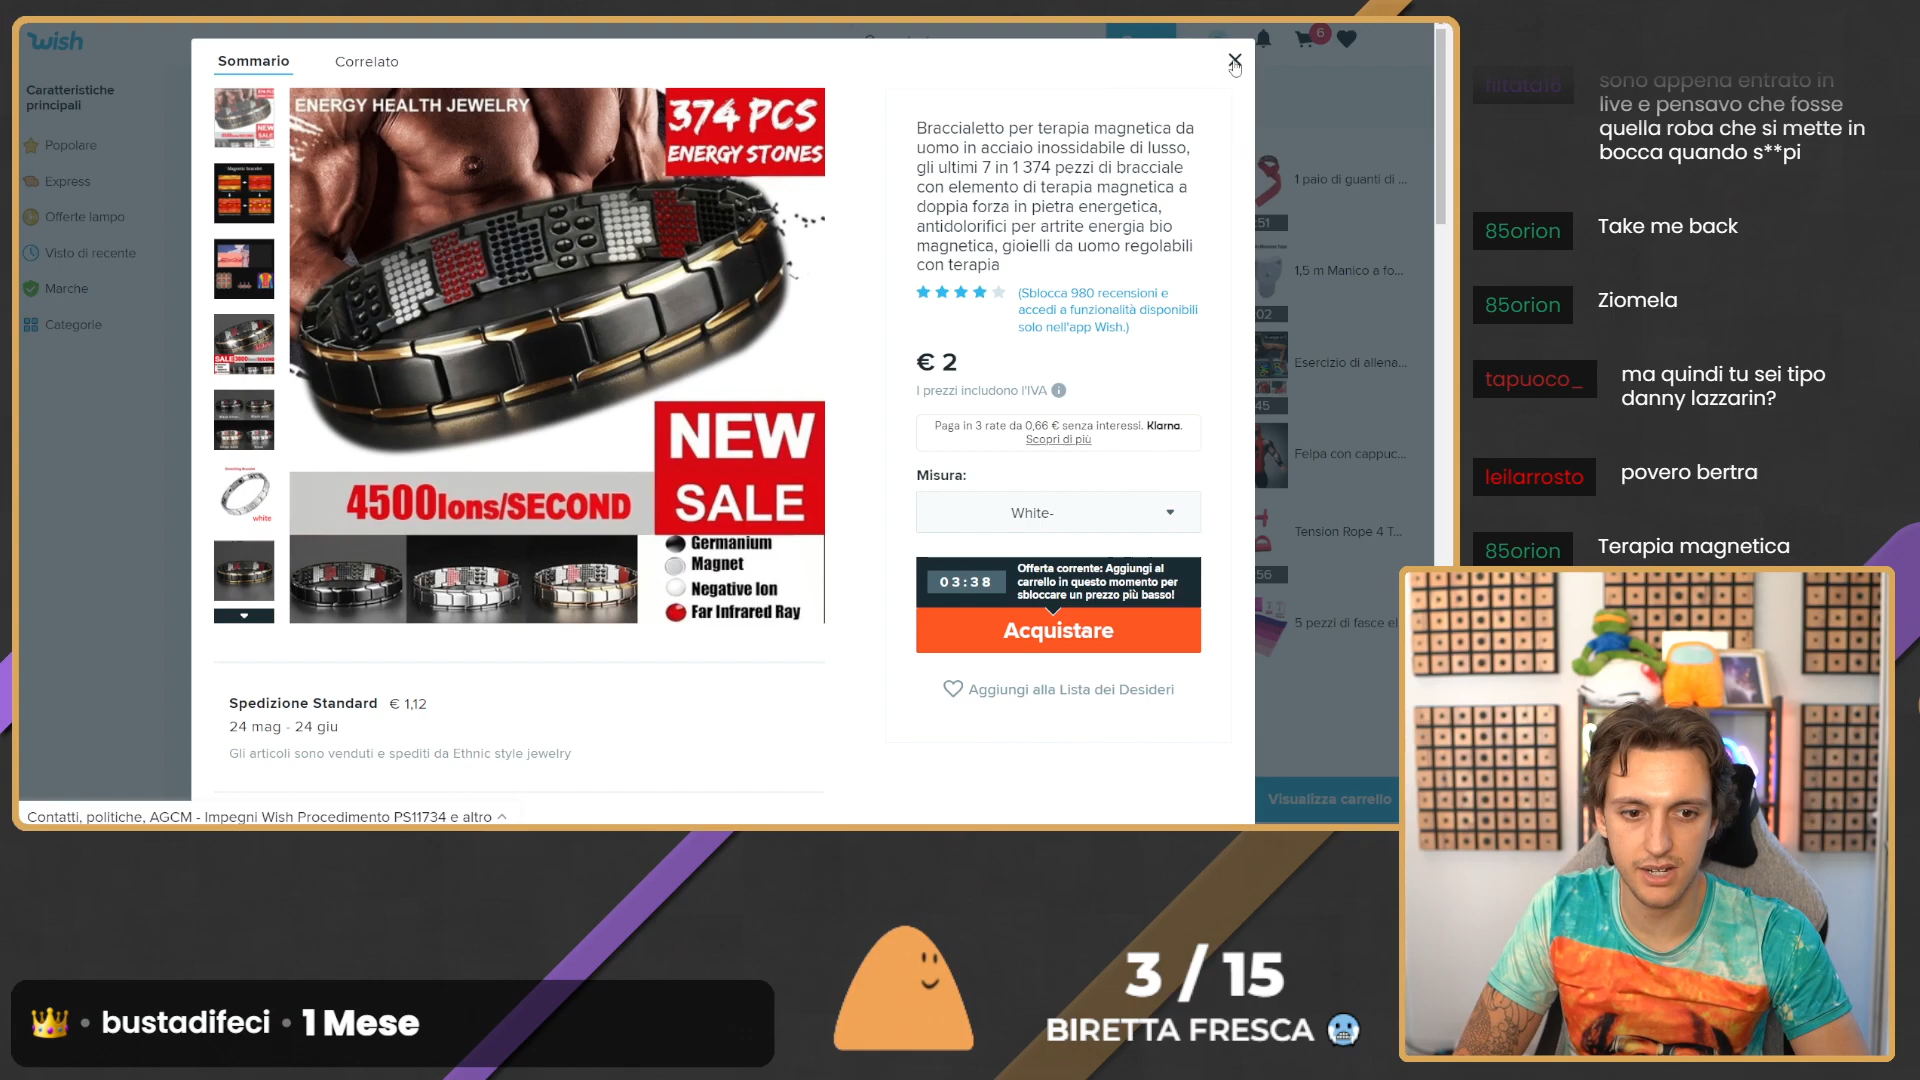 wish
Caratteristiche
principali
Popolare
Express
Offerte lampo
Visto di recente
Marche
Categorie
Sommario
Correlato
6
ENERGY HEALTH JEWELRY
374 PCS
ENERGY STONES
NEW
SALE
4500Ions/SECOND
Germanium
Magnet
Negative Ion
Far Infrared Ray
white
Braccialetto per terapia magnetica da
uomo in acciaio inossidabile di lusso,
gli ultimi 7 in 1 374 pezzi di bracciale
con elemento di terapia magnetica a
doppia forza in pietra energetica,
antidolorifici per artrite energia bio
magnetica, gioielli da uomo regolabili
con terapia
(Sblocca 980 recensioni e
accedi a funzionalità disponibili
solo nell'app Wish.)
€ 2
I prezzi includono l'IVA
Paga in 3 rate da 0,66 € senza interessi. Klarna.
Scopri di più
Misura:
White-
03:38
Offerta corrente: Aggiungi al
carrello in questo momento per
sbloccare un prezzo più basso!
Acquistare
Aggiungi alla Lista dei Desideri
Spedizione Standard € 1,12
24 mag - 24 giu
Gli articoli sono venduti e spediti da Ethnic style jewelry
Contatti, politiche, AGCM - Impegni Wish Procedimento PS11734 e altro
1 paio di guanti di ...
1,5 m Manico a fo...
Esercizio di allena...
Felpa con cappuc...
Tension Rope 4 T...
5 pezzi di fasce el
Visualizza carrello
sono appena entrato in
live e pensavo che fosse
quella roba che si mette in
bocca quando s**pi
85orion
Take me back
85orion
Ziomela
tapuoco_
ma quindi tu sei tipo
danny lazzarin?
leilarrosto
povero bertra
85orion
Terapia magnetica
• bustadifeci • 1 Mese
3 / 15
BIRETTA FRESCA